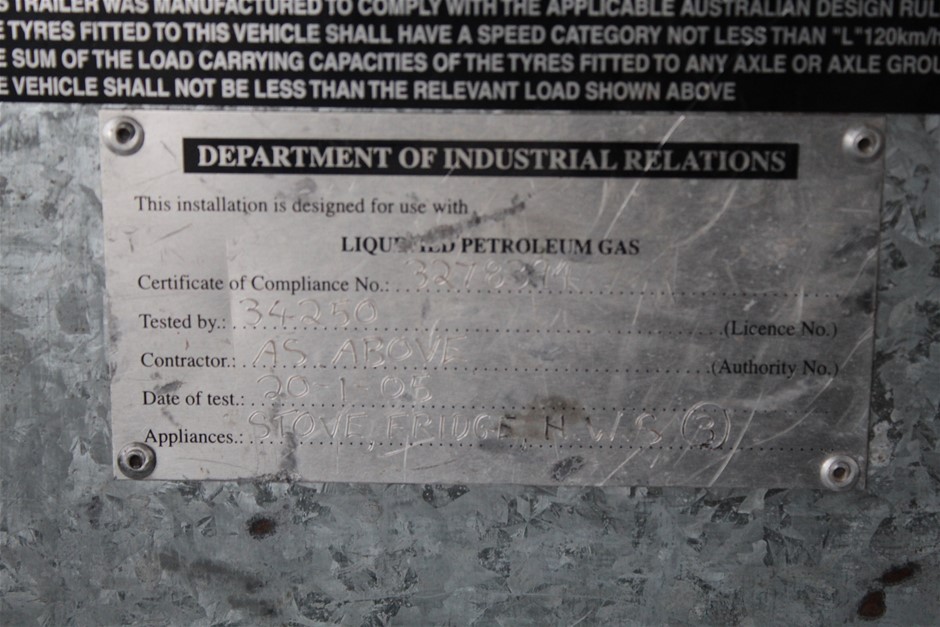 TRAILER WAS MANUFACTURED TO COMPLY WITH THE APPLICABLE AUSTRALIAN DESIGN
TYRES FITTED TO THIS VEHICLE SHALL HAVE A SPEED CATEGORY NOT LESS THAN "L" 120km/h
SUM OF THE LOAD CARRYING CAPACITIES OF THE TYRES FITTED TO ANY AXLE OR AXLE
VEHICLE SHALL NOT BE LESS THAN THE RELEVANT LOAD SHOWN ABOVE
DEPARTMENT OF INDUSTRIAL RELATIONS
This installation is designed for use with
PETROLEUM GAS
Certificate of Compliance No.:
Tested by.: 34250 (Licence No.)
Contractor.: AS ABOVE (Authority No.)
Date of test.: 20-1-05
Appliances.: STOVE, FRIDGE, H.W.S (3)